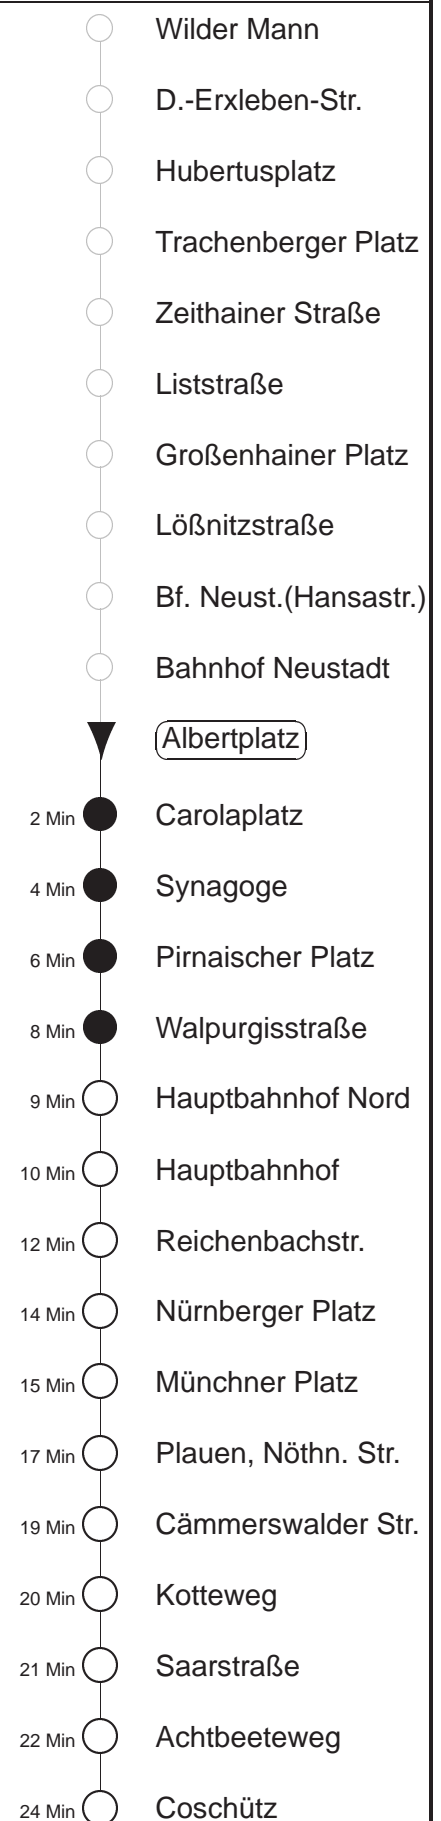 Wilder Mann
D.-Erxleben-Str.
Hubertusplatz
Trachenberger Platz
Zeithainer Straße
Liststraße
Großenhainer Platz
Lößnitzstraße
Bf. Neust.(Hansastr.)
Bahnhof Neustadt
Albertplatz
2 Min Carolaplatz
4 Min Synagoge
6 Min Pirnaischer Platz
8 Min Walpurgisstraße
9 Min Hauptbahnhof Nord
10 Min Hauptbahnhof
12 Min Reichenbachstr.
14 Min Nürnberger Platz
15 Min Münchner Platz
17 Min Plauen, Nöthn. Str.
19 Min Cämmerswalder Str.
20 Min Kotteweg
21 Min Saarstraße
22 Min Achtbeeteweg
24 Min Coschütz